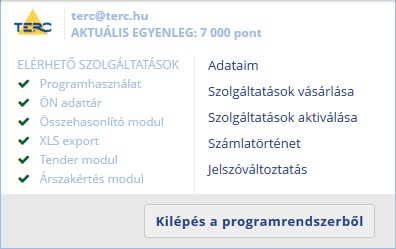 TERC
terc@terc.hu
AKTUÁLIS EGYENLEG: 7 000 pont
ELÉRHETŐ SZOLGÁLTATÁSOK
Programhasználat
ÖN adattár
Összehasonlító modul
XLS export
Tender modul
Árszakértés modul
Adataim
Szolgáltatások vásárlása
Szolgáltatások aktiválása
Számlatörténet
Jelszóváltoztatás
Kilépés a programrendszerből